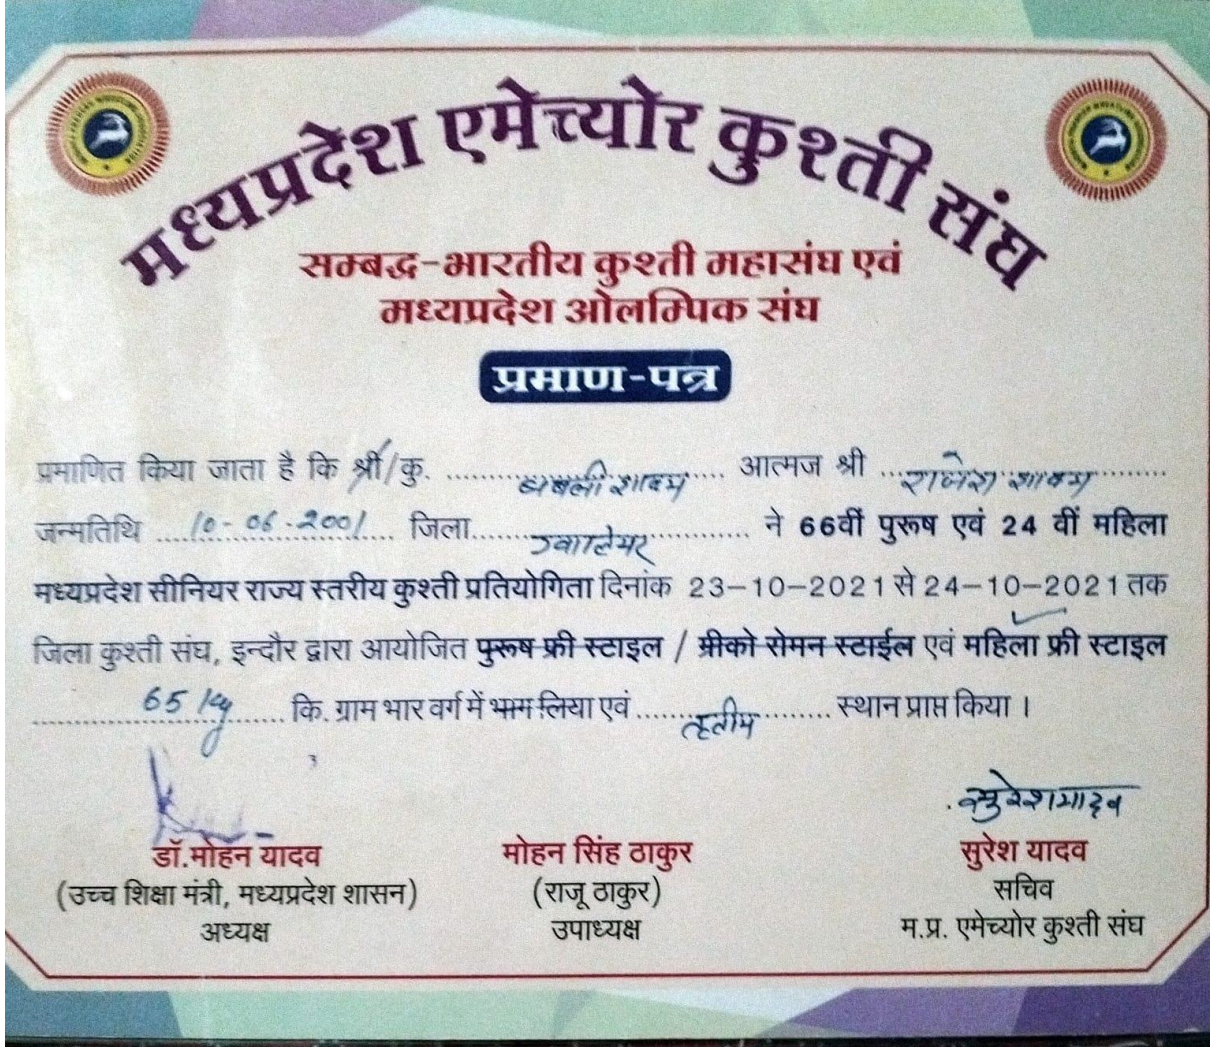 मध्यप्रदेश एमेच्योर कुश्ती संघ
सम्बद्ध-भारतीय कुश्ती महासंघ एवं
मध्यप्रदेश ओलम्पिक संघ
प्रमाण-पत्र
प्रमाणित किया जाता है कि श्री/कु. .................... आत्मज श्री ....................
जन्मतिथि 10-06-2001 जिला ग्वालियर ने 66वीं पुरूष एवं 24 वीं महिला
मध्यप्रदेश सीनियर राज्य स्तरीय कुश्ती प्रतियोगिता दिनांक 23-10-2021 से 24-10-2021 तक
जिला कुश्ती संघ, इन्दौर द्वारा आयोजित पुरूष फ्री स्टाइल / ग्रीको रोमन स्टाईल एवं महिला फ्री स्टाइल
65 kg कि. ग्राम भार वर्ग में भाग लिया एवं तृतीय स्थान प्राप्त किया ।
सुरेश यादव
डॉ.मोहन यादव मोहन सिंह ठाकुर सुरेश यादव
(उच्च शिक्षा मंत्री, मध्यप्रदेश शासन) (राजू ठाकुर) सचिव
अध्यक्ष उपाध्यक्ष म.प्र. एमेच्योर कुश्ती संघ